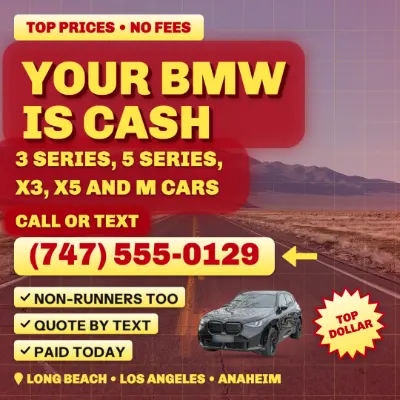 TOP PRICES • NO FEES
YOUR BMW
IS CASH
3 SERIES, 5 SERIES,
X3, X5 AND M CARS
CALL OR TEXT
(747) 555-0129
NON-RUNNERS TOO
QUOTE BY TEXT
PAID TODAY
TOP
DOLLAR
LONG BEACH • LOS ANGELES • ANAHEIM